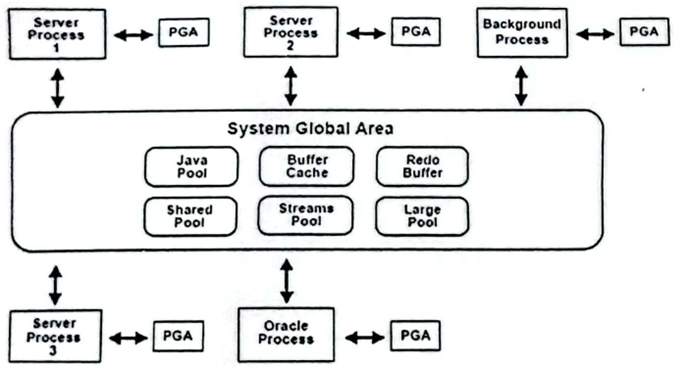 Server
Process
1
PGA
Server
Process
2
PGA
Background
Process
PGA
System Global Area
Java
Pool
Buffer
Cache
Redo
Buffer
Shared
Pool
Streams
Pool
Large
Pool
Server
Process
3
PGA
Oracle
Process
PGA